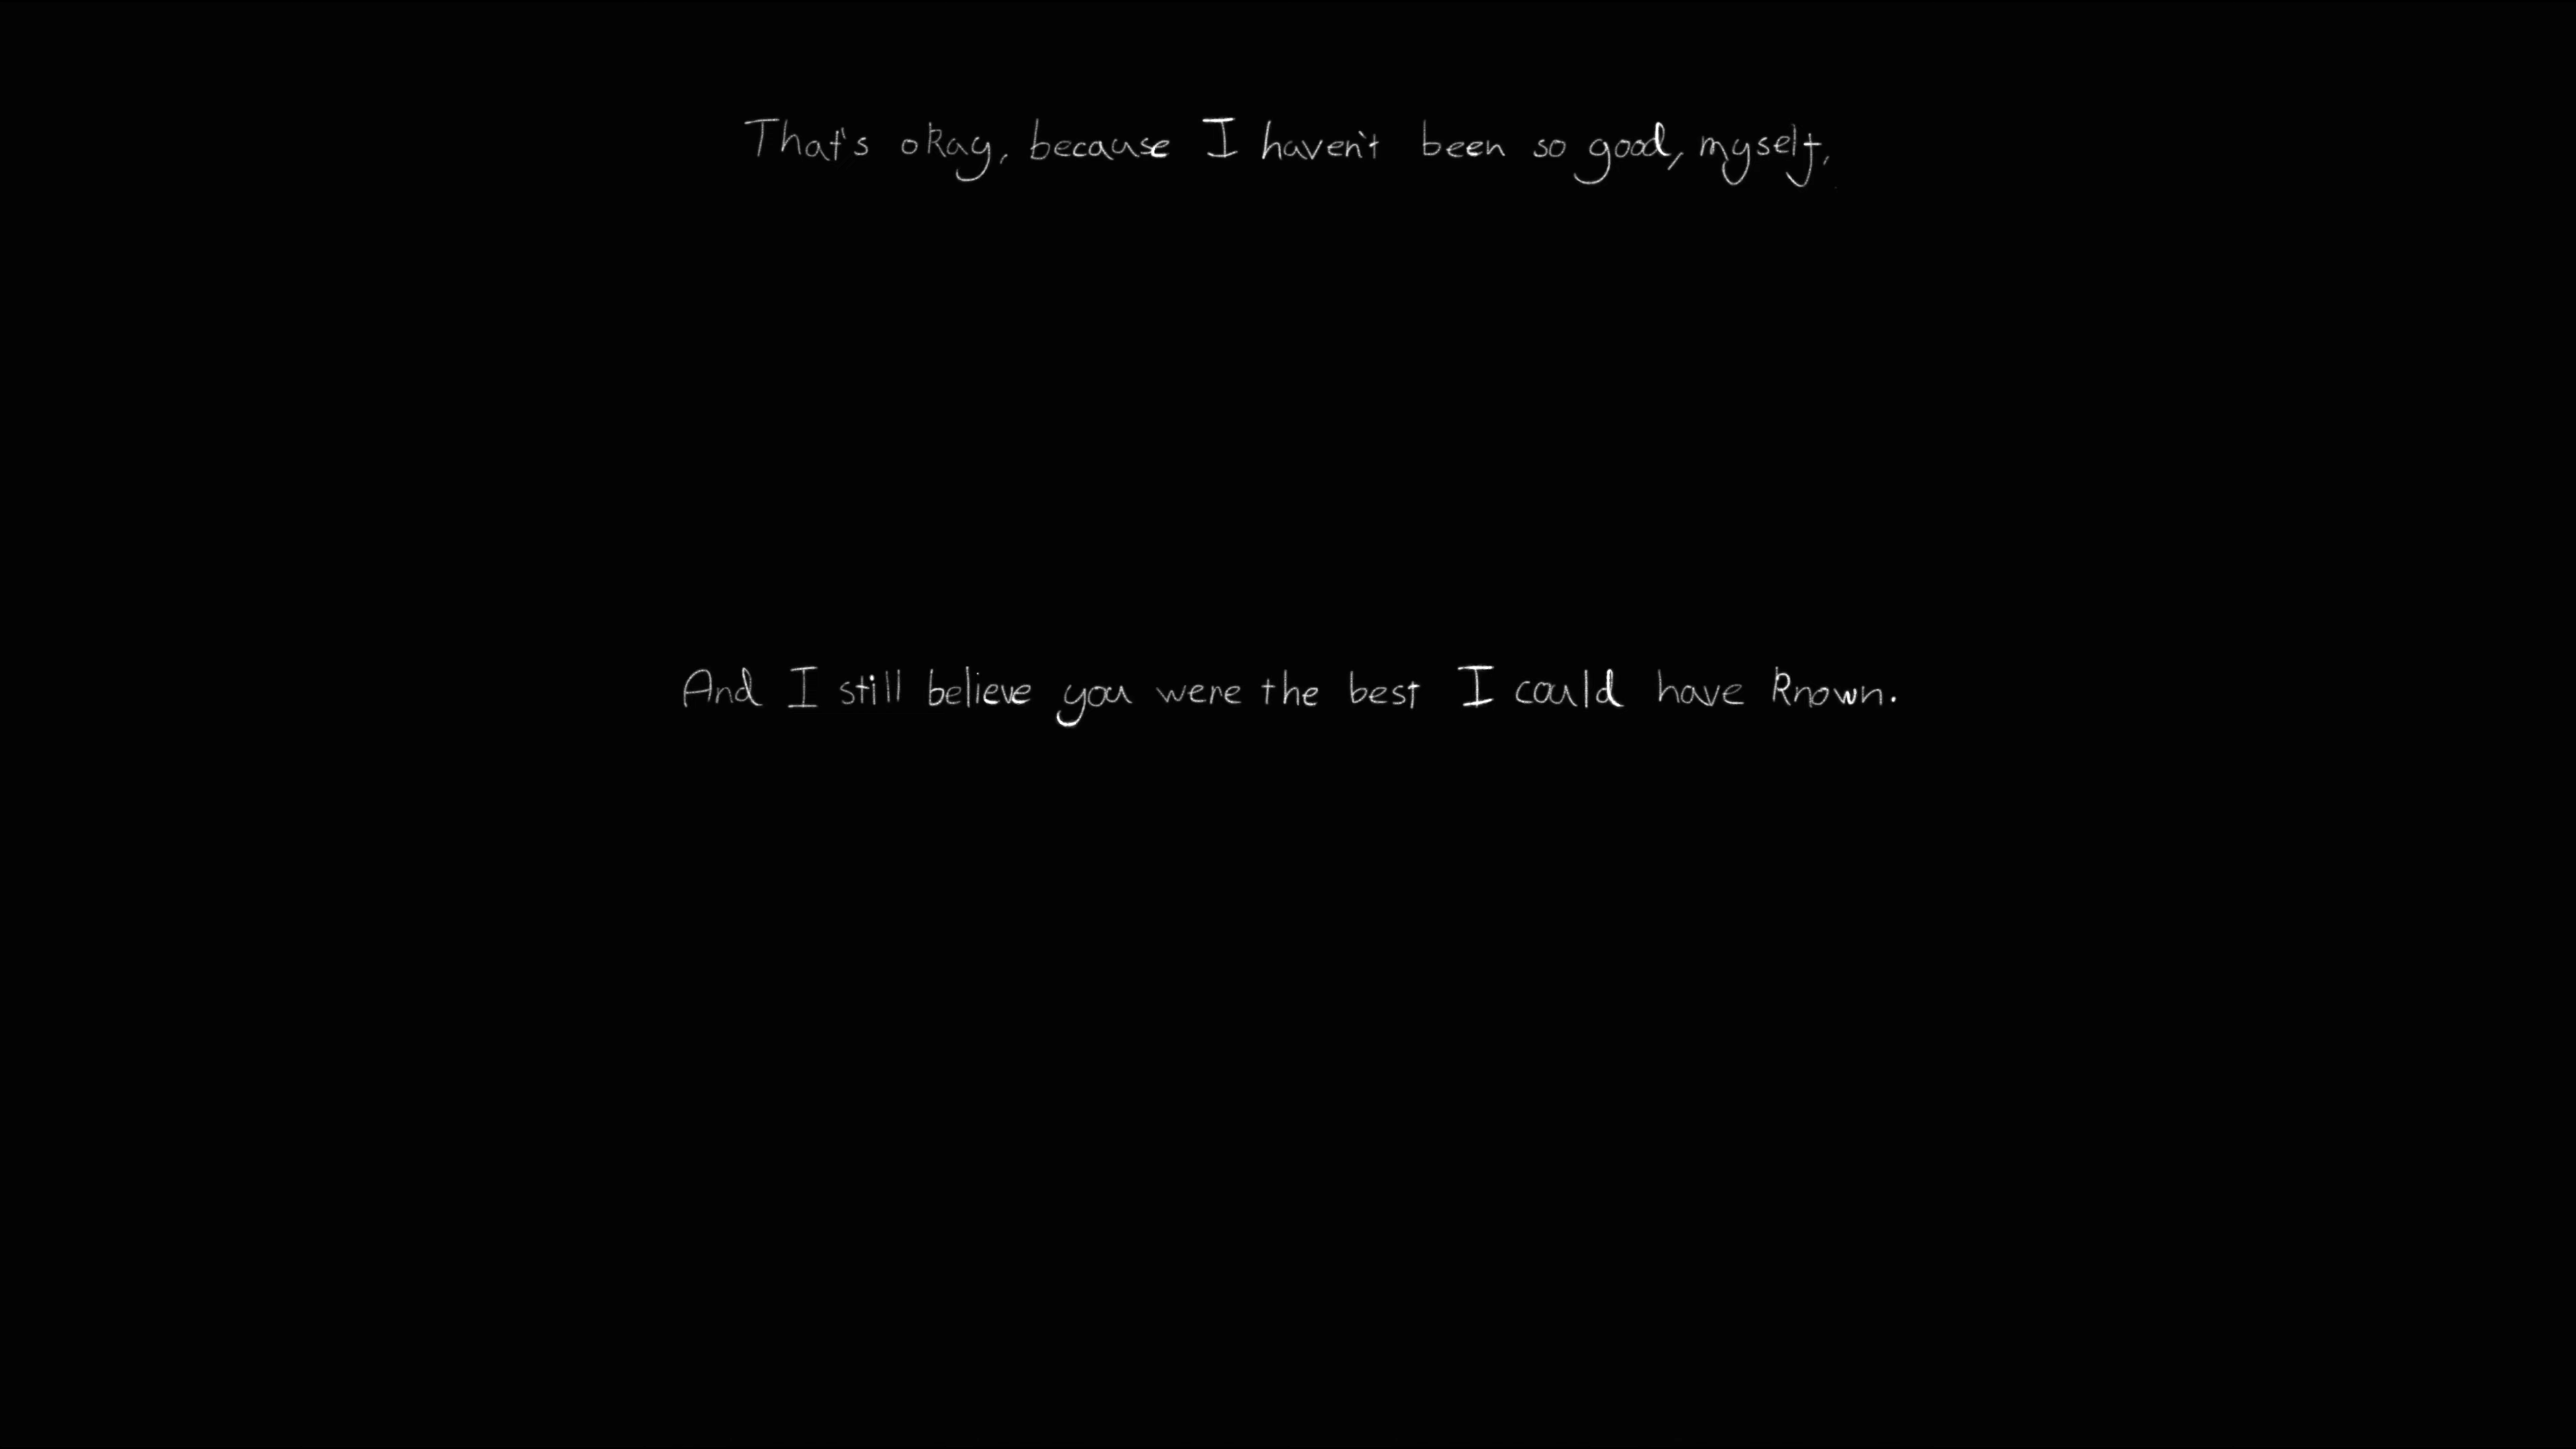 That's okay, because I haven't been so good, myself,
And I still believe you were the best I could have known.